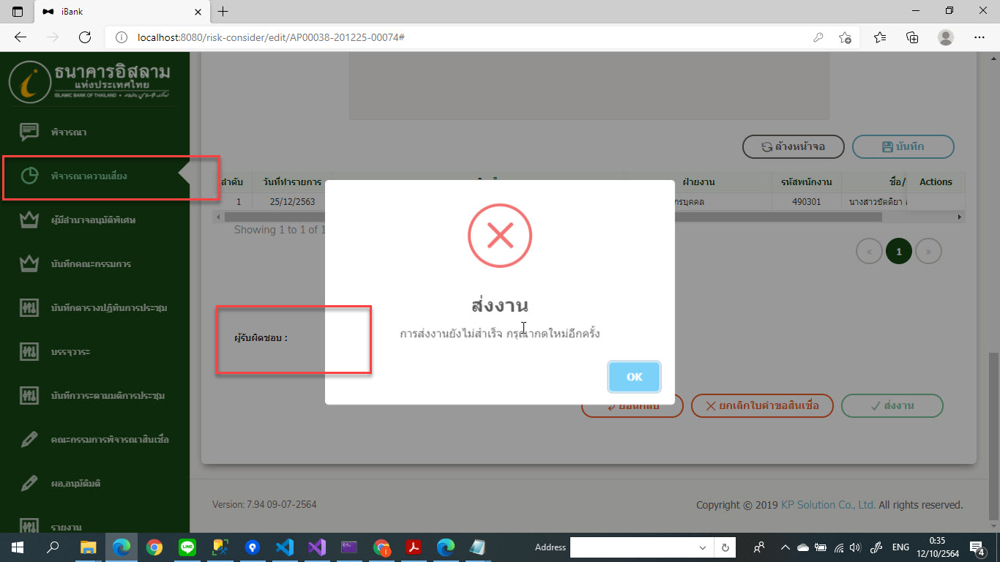 iBank
localhost:8080/risk-consider/edit/AP00038-201225-00074#
ธนาคารอิสลาม
แห่งประเทศไทย
ISLAMIC BANK OF THAILAND
พิจารณา
พิจารณาความเสี่ยง
ผู้มีอำนาจอนุมัติพิเศษ
บันทึกคณะกรรมการ
บันทึกตารางปฏิทินการประชุม
บรรจุวาระ
บันทึกวาระตามมติการประชุม
คณะกรรมการพิจารณาสินเชื่อ
ผอ.อนุมัติมติ
รายงาน
ล้างหน้าจอ บันทึก
ลำดับ วันที่ทำรายการ ฝ่ายงาน รหัสพนักงาน ชื่อ/ Actions
1 25/12/2563 กรบุคคล 490301 นางสาวขัตติยา
Showing 1 to 1 of 1
« 1 »
ส่งงาน
การส่งงานยังไม่สำเร็จ กรุณากดใหม่อีกครั้ง
OK
ผู้รับผิดชอบ :
ย้อนกลับ ยกเลิกใบคำขอสินเชื่อ ส่งงาน
Version: 7.94 09-07-2564
Copyright © 2019 KP Solution Co., Ltd. All rights reserved.
Address
ENG
0:35
12/10/2564
4